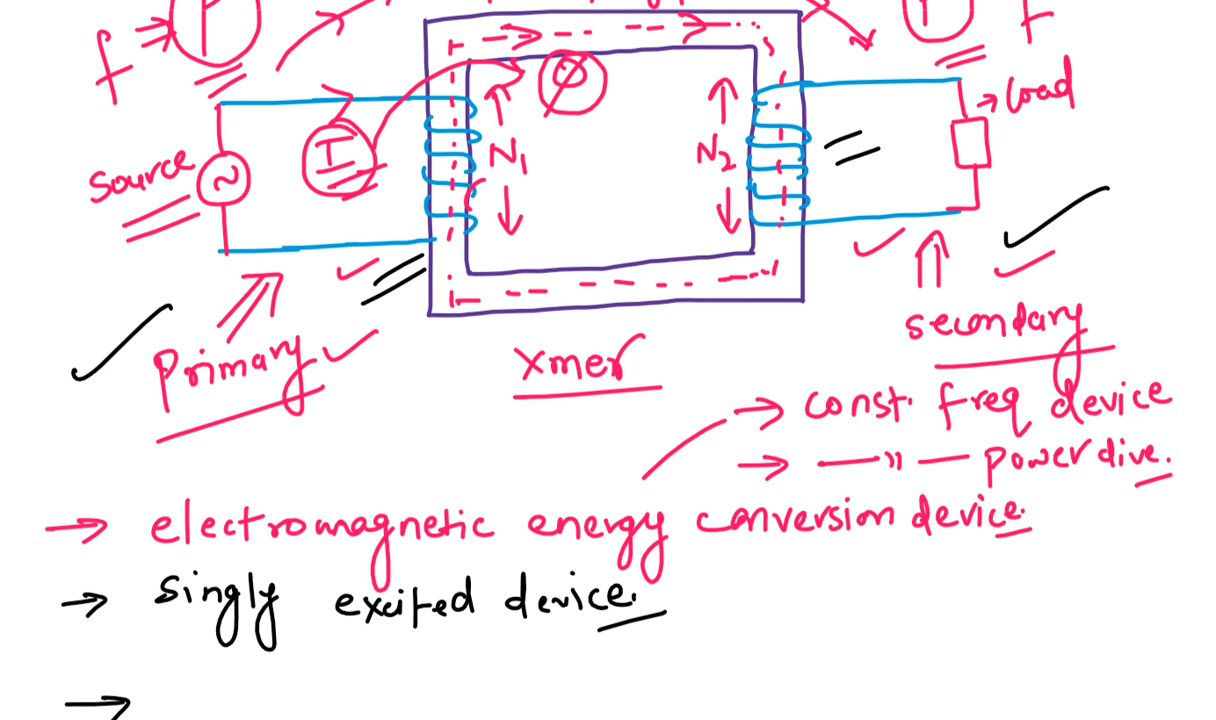 f P P f
I Φ
→ Load
Source N₁ N₂
Primary Xmer secondary
→ const. freq device
→ —〃— power dive.
→ electromagnetic energy conversion device.
→ Singly excited device.
→